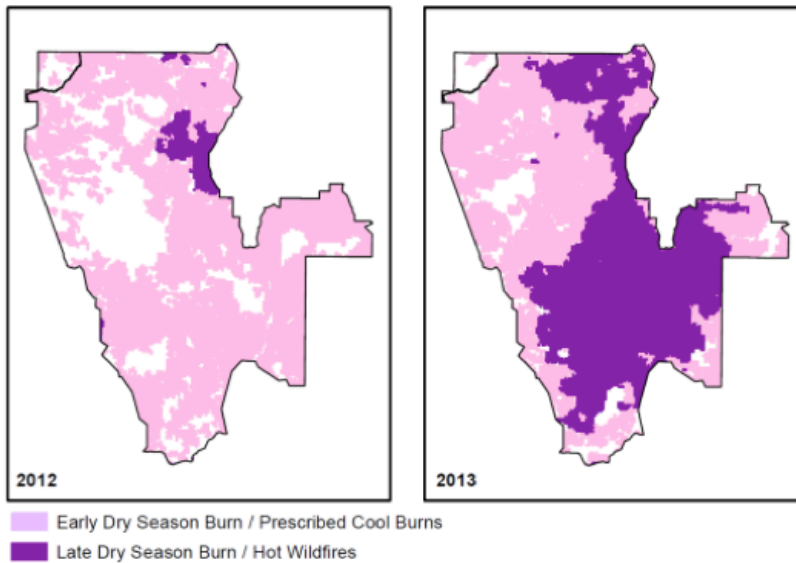 2012
2013
Early Dry Season Burn / Prescribed Cool Burns
Late Dry Season Burn / Hot Wildfires